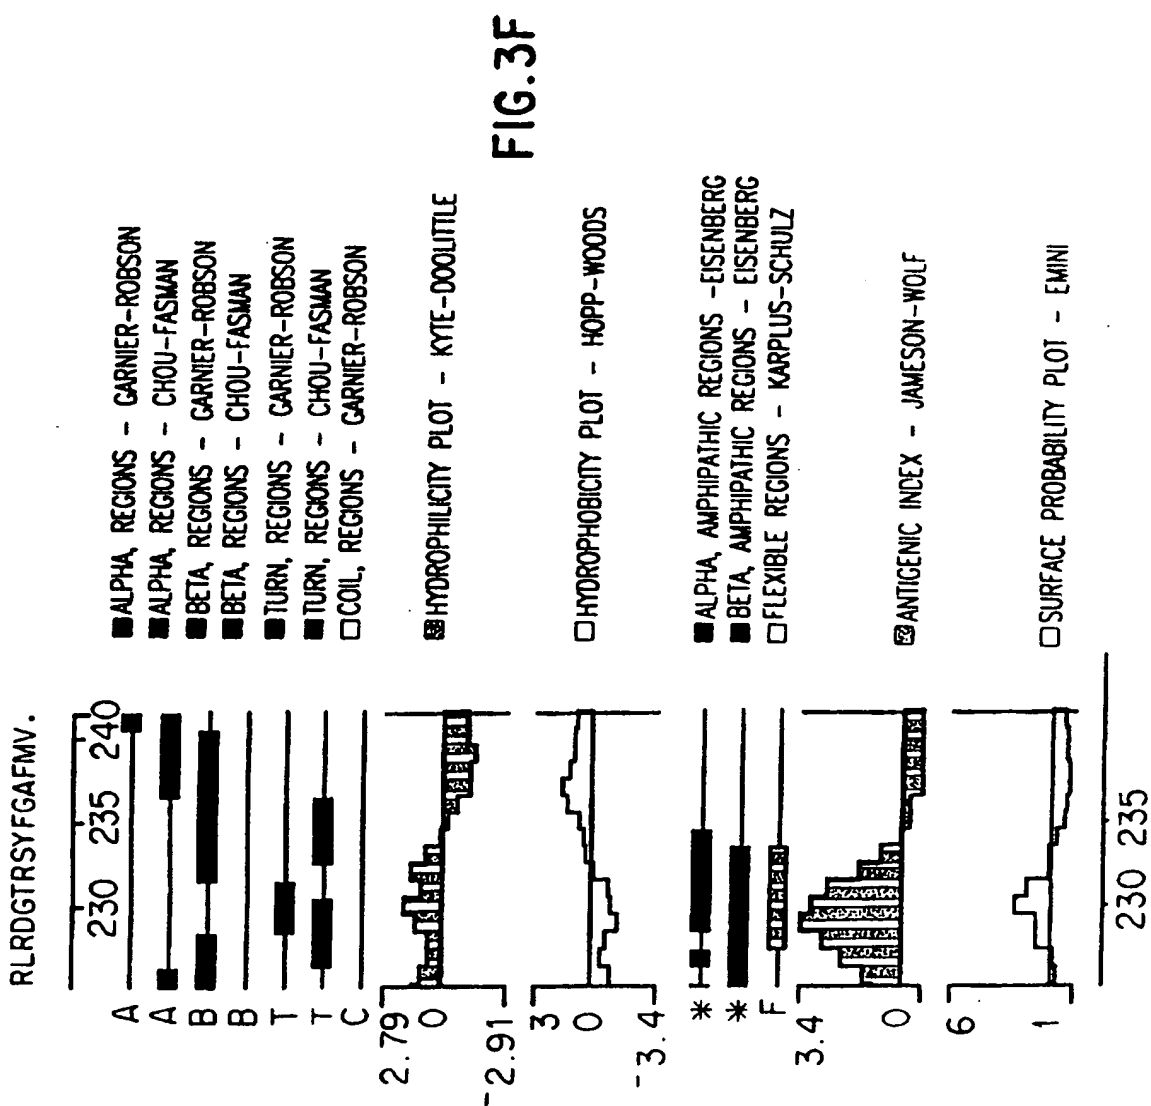 FIG.3F
RLRDGTRSYFGAFMV.
230 235 240
A ALPHA, REGIONS - GARNIER-ROBSON
A ALPHA, REGIONS - CHOU-FASMAN
B BETA, REGIONS - GARNIER-ROBSON
B BETA, REGIONS - CHOU-FASMAN
T TURN, REGIONS - GARNIER-ROBSON
T TURN, REGIONS - CHOU-FASMAN
C COIL, REGIONS - GARNIER-ROBSON
2.79
0
-2.91
HYDROPHILICITY PLOT - KYTE-DOOLITTLE
3
0
-3.4
HYDROPHOBICITY PLOT - HOPP-WOODS
* ALPHA, AMPHIPATHIC REGIONS -EISENBERG
* BETA, AMPHIPATHIC REGIONS - EISENBERG
F FLEXIBLE REGIONS - KARPLUS-SCHULZ
3.4
0
ANTIGENIC INDEX - JAMESON-WOLF
6
1
SURFACE PROBABILITY PLOT - EMINI
230 235